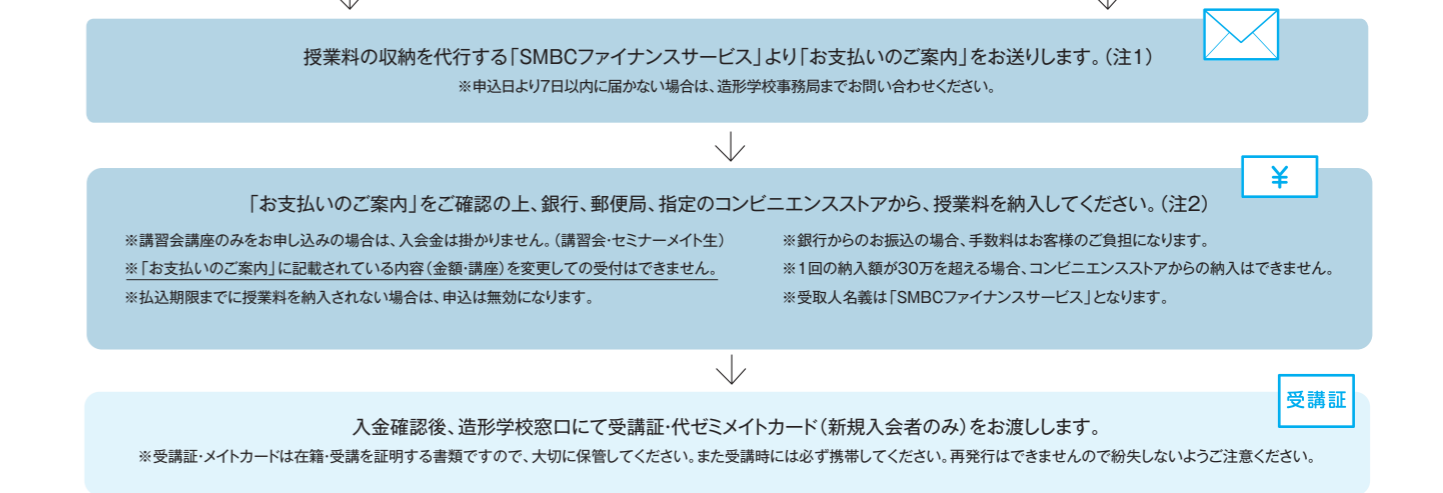 授業料の収納を代行する「SMBCファイナンスサービス」より「お支払いのご案内」をお送りします。(注1)
※申込日より7日以内に届かない場合は、造形学校事務局までお問い合わせください。
¥
「お支払いのご案内」をご確認の上、銀行、郵便局、指定のコンビニエンスストアから、授業料を納入してください。(注2)
※講習会講座のみをお申し込みの場合は、入会金は掛かりません。(講習会・セミナーメイト生)
※「お支払いのご案内」に記載されている内容(金額・講座)を変更しての受付はできません。
※払込期限までに授業料を納入されない場合は、申込は無効になります。
※銀行からのお振込の場合、手数料はお客様のご負担になります。
※1回の納入額が30万を超える場合、コンビニエンスストアからの納入はできません。
※受取人名義は「SMBCファイナンスサービス」となります。
受講証
入金確認後、造形学校窓口にて受講証・代ゼミメイトカード(新規入会者のみ)をお渡しします。
※受講証・メイトカードは在籍・受講を証明する書類ですので、大切に保管してください。また受講時には必ず携帯してください。再発行はできませんので紛失しないようご注意ください。